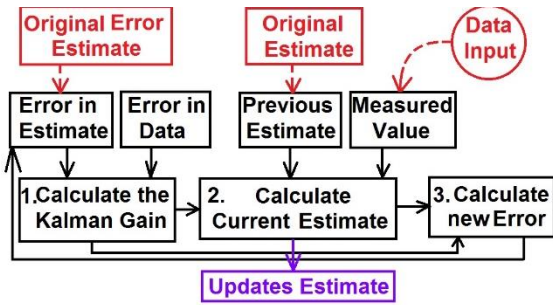 Original Error
Estimate
Original
Estimate
Data
Input
Error in
Estimate
Error in
Data
Previous
Estimate
Measured
Value
1.Calculate the
Kalman Gain
2. Calculate
Current Estimate
3. Calculate
new Error
Updates Estimate